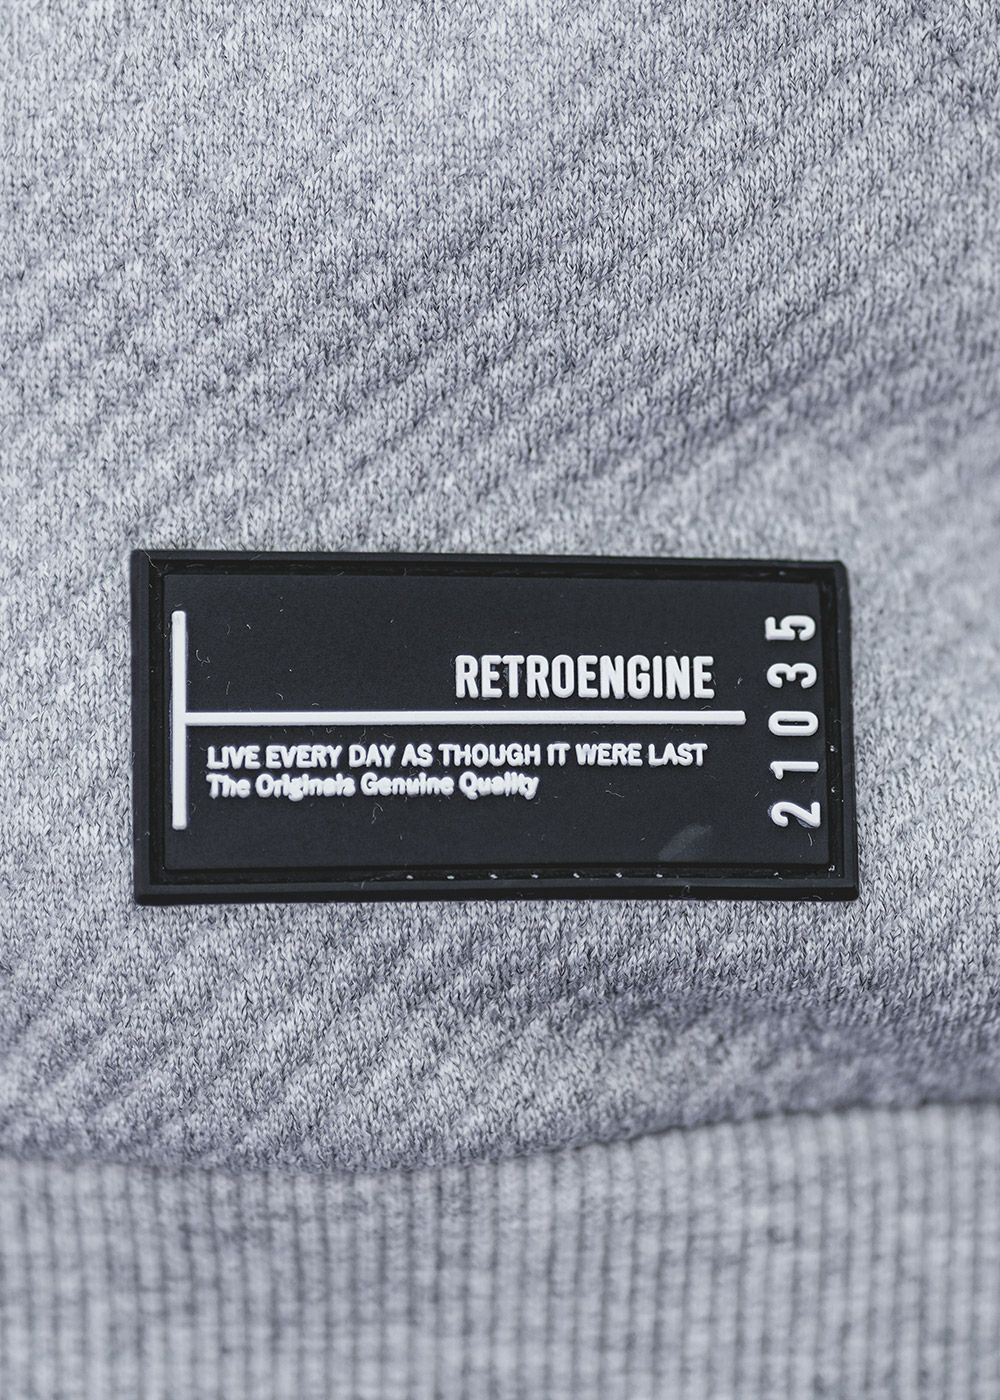 RETROENGINE
LIVE EVERY DAY AS THOUGH IT WERE LAST
The Originals Genuine Quality
21035